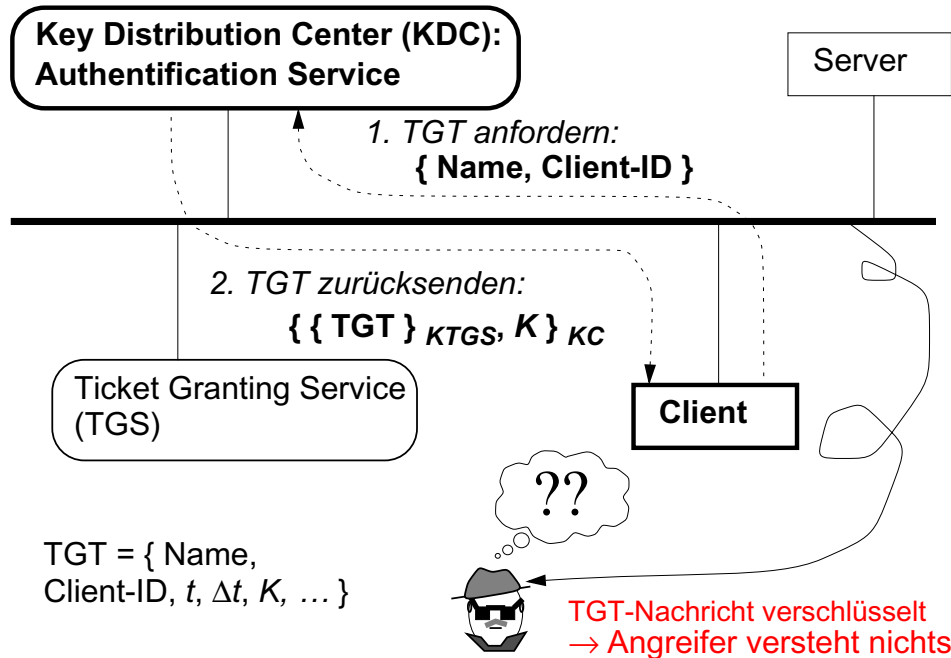 Key Distribution Center (KDC):
Authentification Service
Server
1. TGT anfordern:
{ Name, Client-ID }
2. TGT zurücksenden:
{ { TGT } KTGS, K } KC
Ticket Granting Service
(TGS)
Client
??
TGT = { Name,
Client-ID, t, Δt, K, … }
TGT-Nachricht verschlüsselt
→ Angreifer versteht nichts